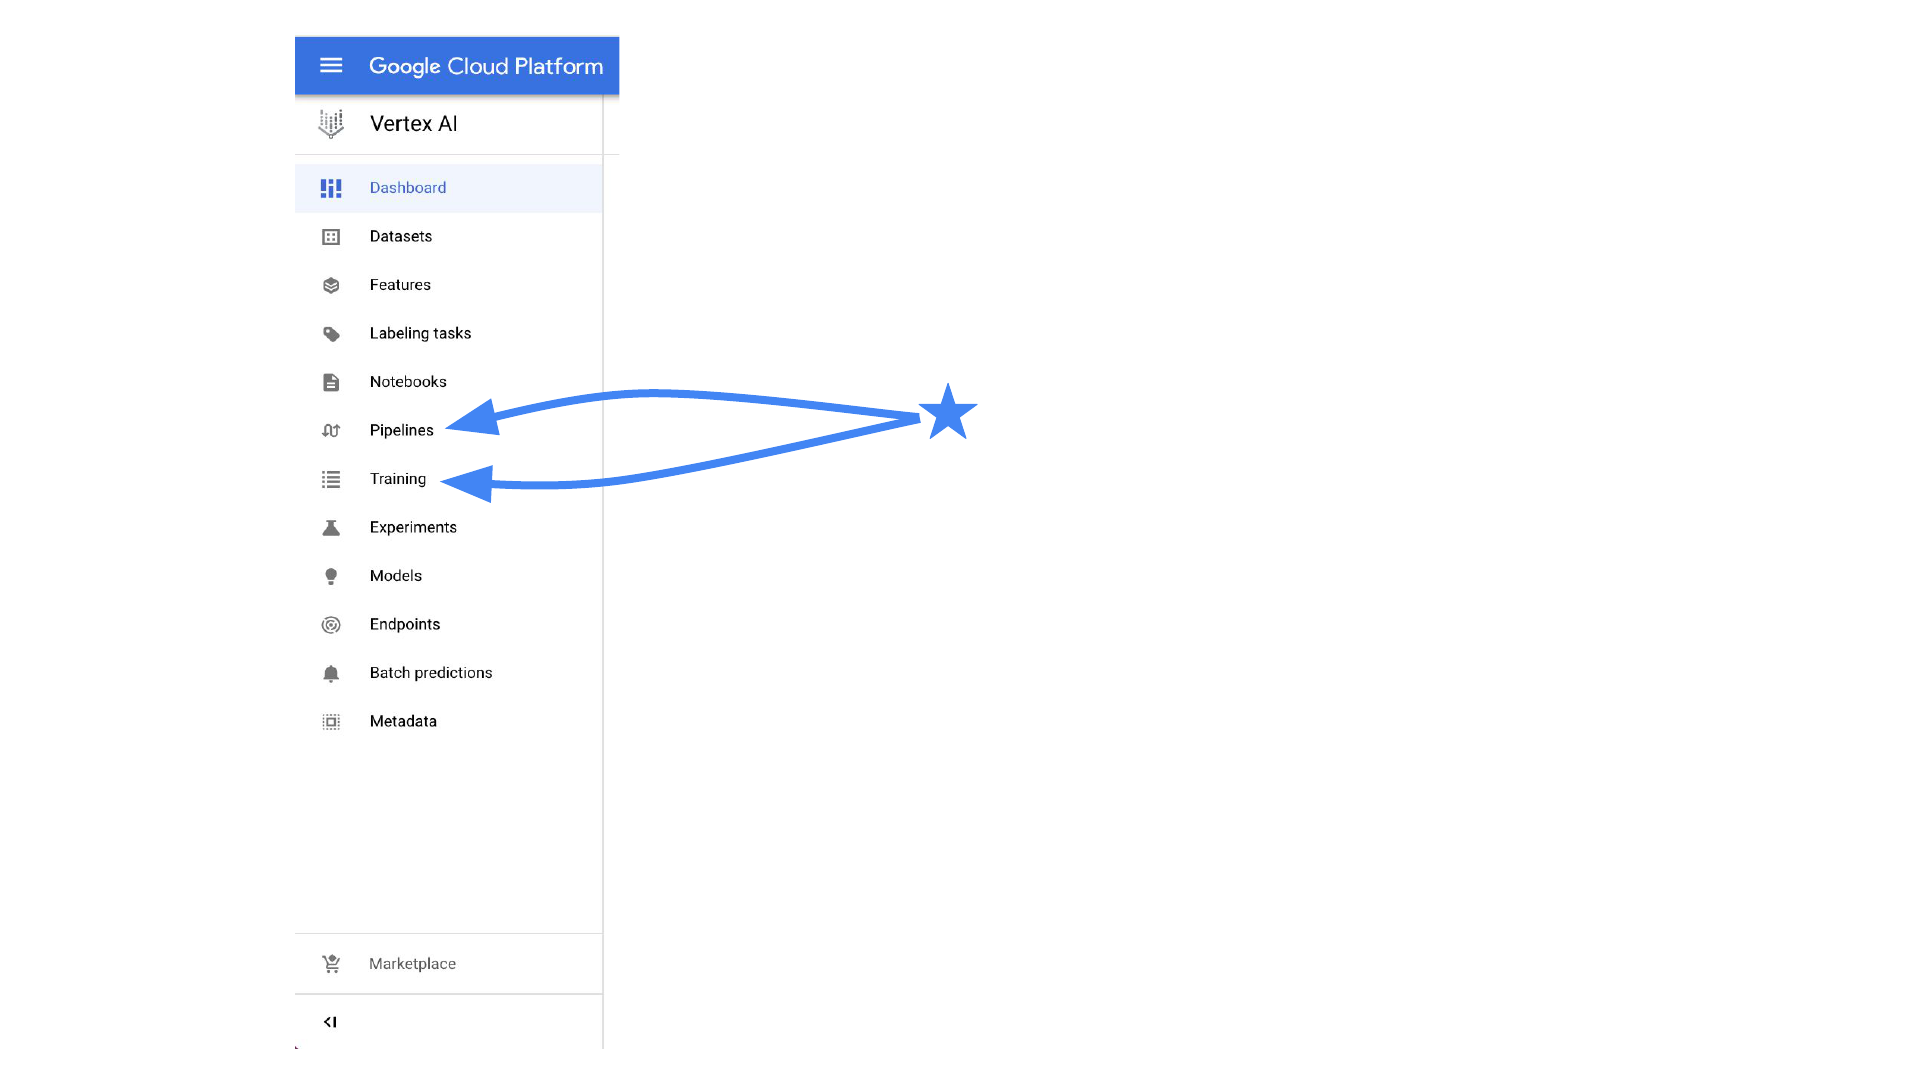 Google Cloud Platform
Vertex AI
Dashboard
Datasets
Features
Labeling tasks
Notebooks
Pipelines
Training
Experiments
Models
Endpoints
Batch predictions
Metadata
Marketplace